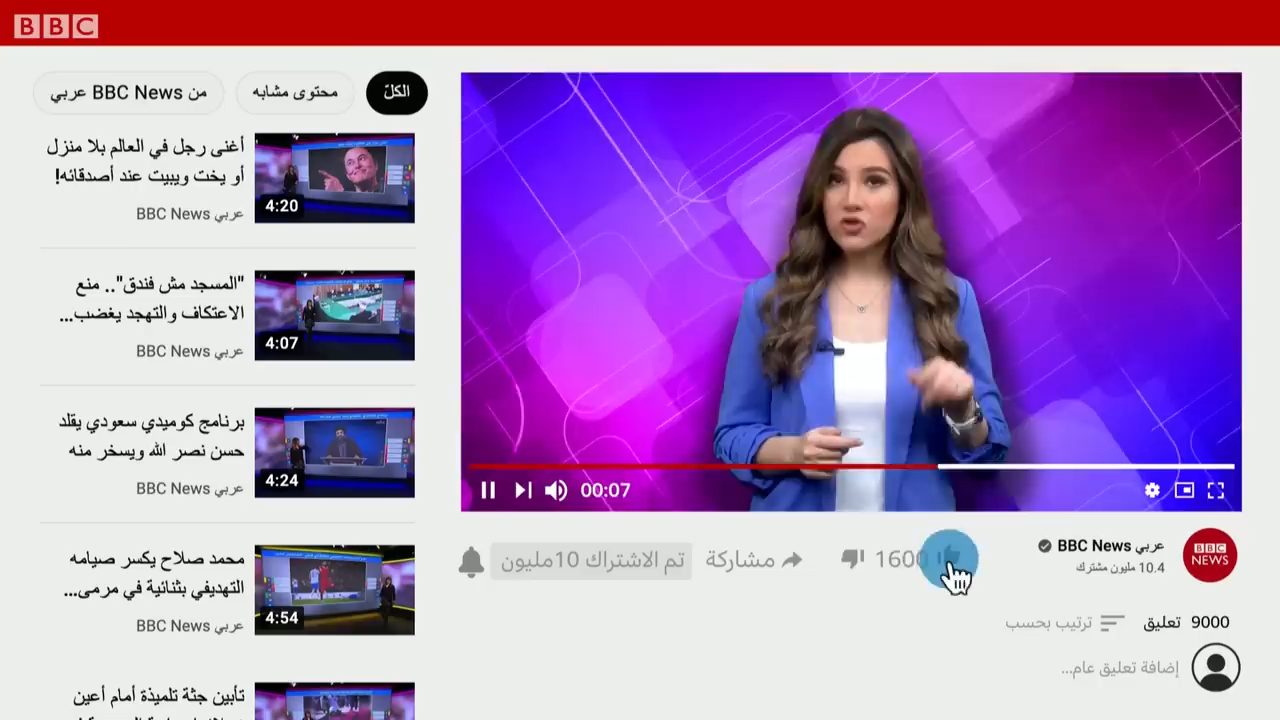 BBC
الكلّ
محتوى مشابه
من BBC News عربي
أغنى رجل في العالم بلا منزل
أو يخت ويبيت عند أصدقائه!
عربي BBC News
4:20
"المسجد مش فندق".. منع
الاعتكاف والتهجد يغضب...
عربي BBC News
4:07
برنامج كوميدي سعودي يقلد
حسن نصر الله ويسخر منه
عربي BBC News
4:24
محمد صلاح يكسر صيامه
التهديفي بثنائية في مرمى...
عربي BBC News
4:54
تأبين جثة تلميذة أمام أعين
00:07
BBC
NEWS
عربي BBC News
10.4 مليون مشترك
1600
مشاركة
تم الاشتراك 10مليون
9000 تعليق
ترتيب بحسب
إضافة تعليق عام...